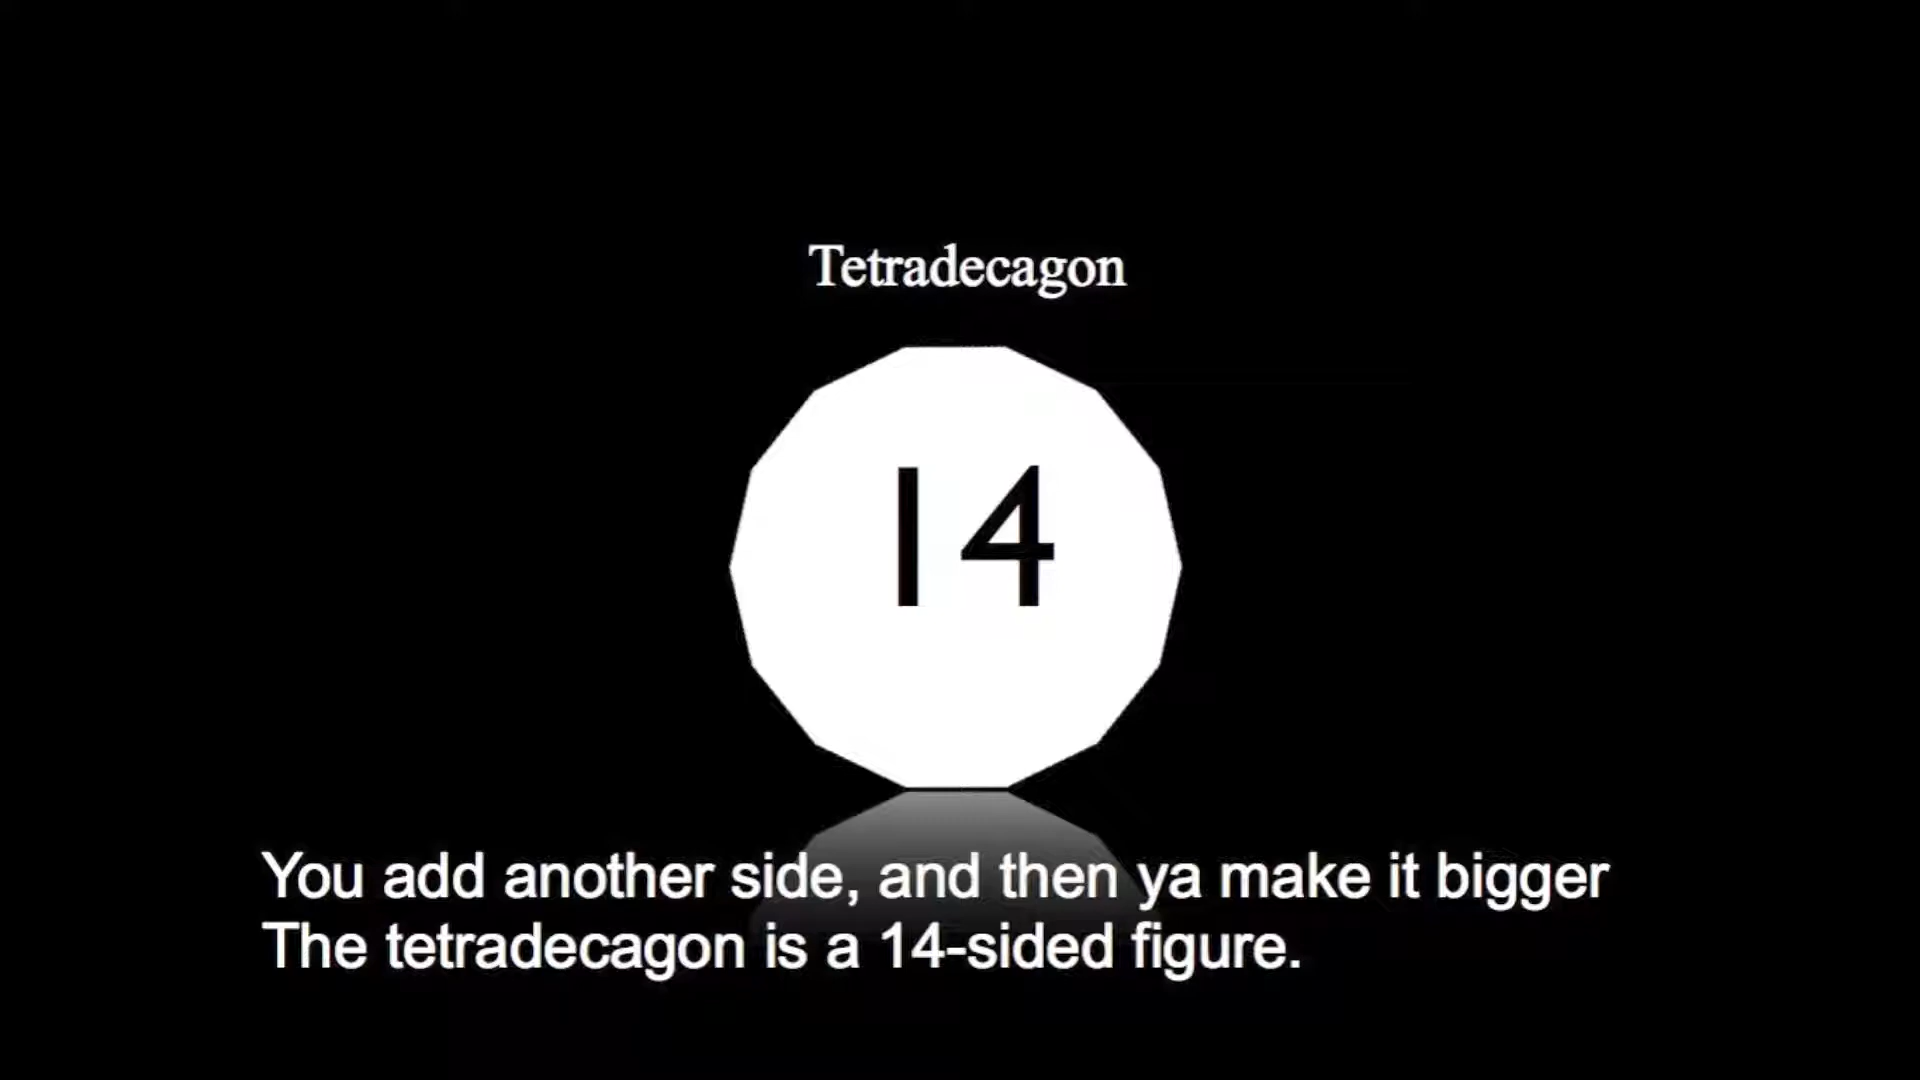 Tetradecagon
14
You add another side, and then ya make it bigger
The tetradecagon is a 14-sided figure.